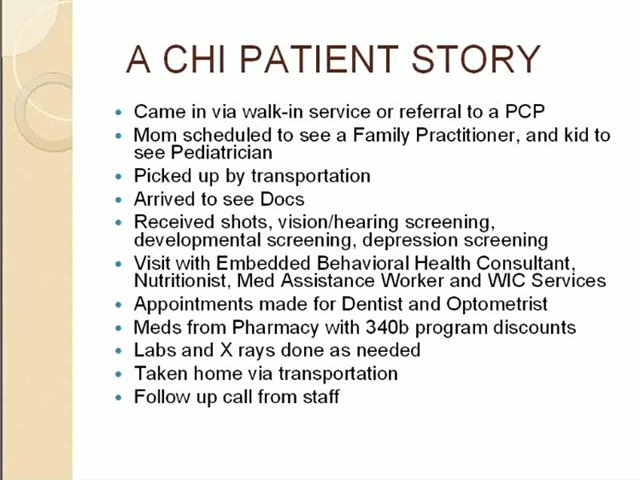 A CHI PATIENT STORY
• Came in via walk-in service or referral to a PCP
• Mom scheduled to see a Family Practitioner, and kid to
see Pediatrician
• Picked up by transportation
• Arrived to see Docs
• Received shots, vision/hearing screening,
developmental screening, depression screening
• Visit with Embedded Behavioral Health Consultant,
Nutritionist, Med Assistance Worker and WIC Services
• Appointments made for Dentist and Optometrist
• Meds from Pharmacy with 340b program discounts
• Labs and X rays done as needed
• Taken home via transportation
• Follow up call from staff